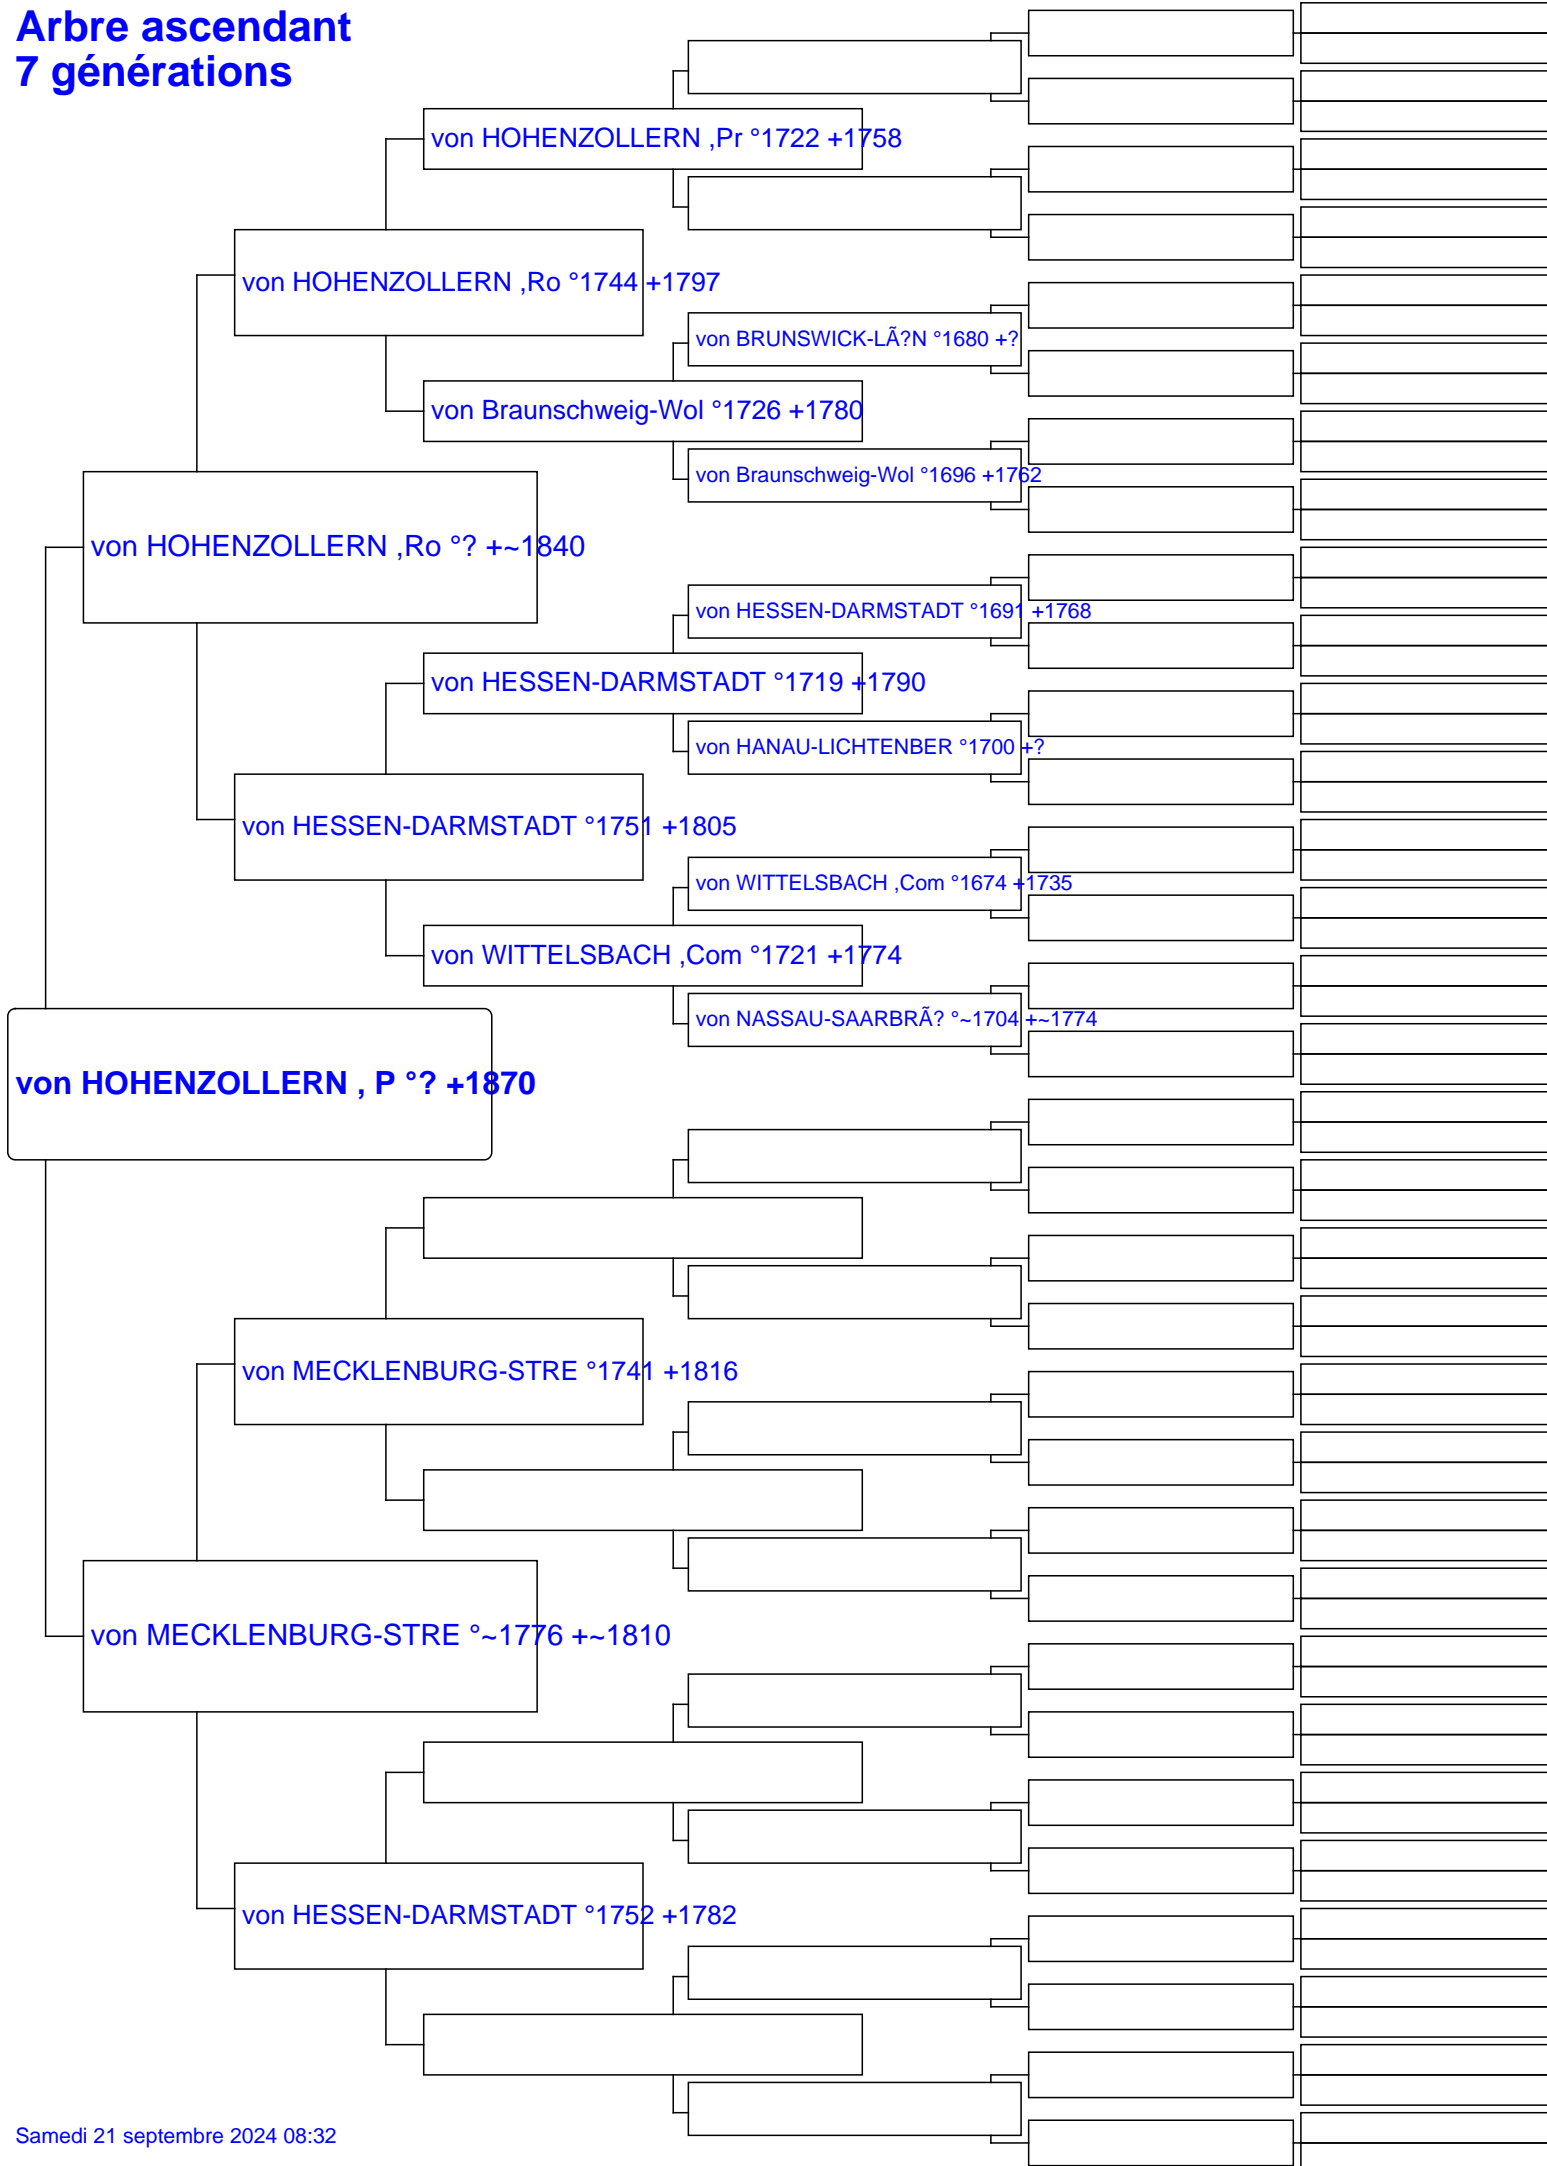 Arbre ascendant
7 générations
von HOHENZOLLERN ,Pr °1722 +1758
von HOHENZOLLERN ,Ro °1744 +1797
von BRUNSWICK-LÃ?N °1680 +?
von Braunschweig-Wol °1726 +1780
von Braunschweig-Wol °1696 +1762
von HOHENZOLLERN ,Ro °? +~1840
von HESSEN-DARMSTADT °1691 +1768
von HESSEN-DARMSTADT °1719 +1790
von HANAU-LICHTENBER °1700 +?
von HESSEN-DARMSTADT °1751 +1805
von WITTELSBACH ,Com °1674 +1735
von WITTELSBACH ,Com °1721 +1774
von NASSAU-SAARBRÃ? °~1704 +~1774
von HOHENZOLLERN , P °? +1870
von MECKLENBURG-STRE °1741 +1816
von MECKLENBURG-STRE °~1776 +~1810
von HESSEN-DARMSTADT °1752 +1782
Samedi 21 septembre 2024 08:32